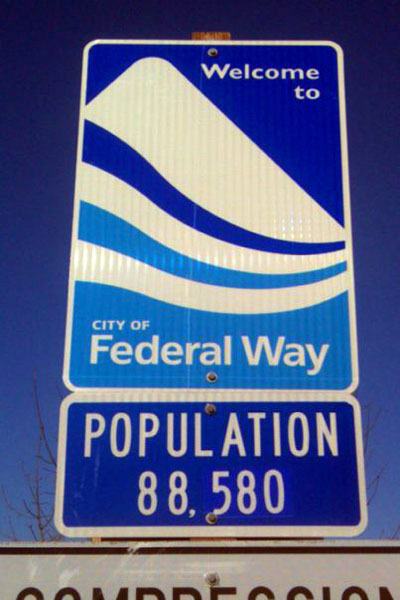 Welcome
to
CITY OF
Federal Way
POPULATION
88,580
COMPRESSION